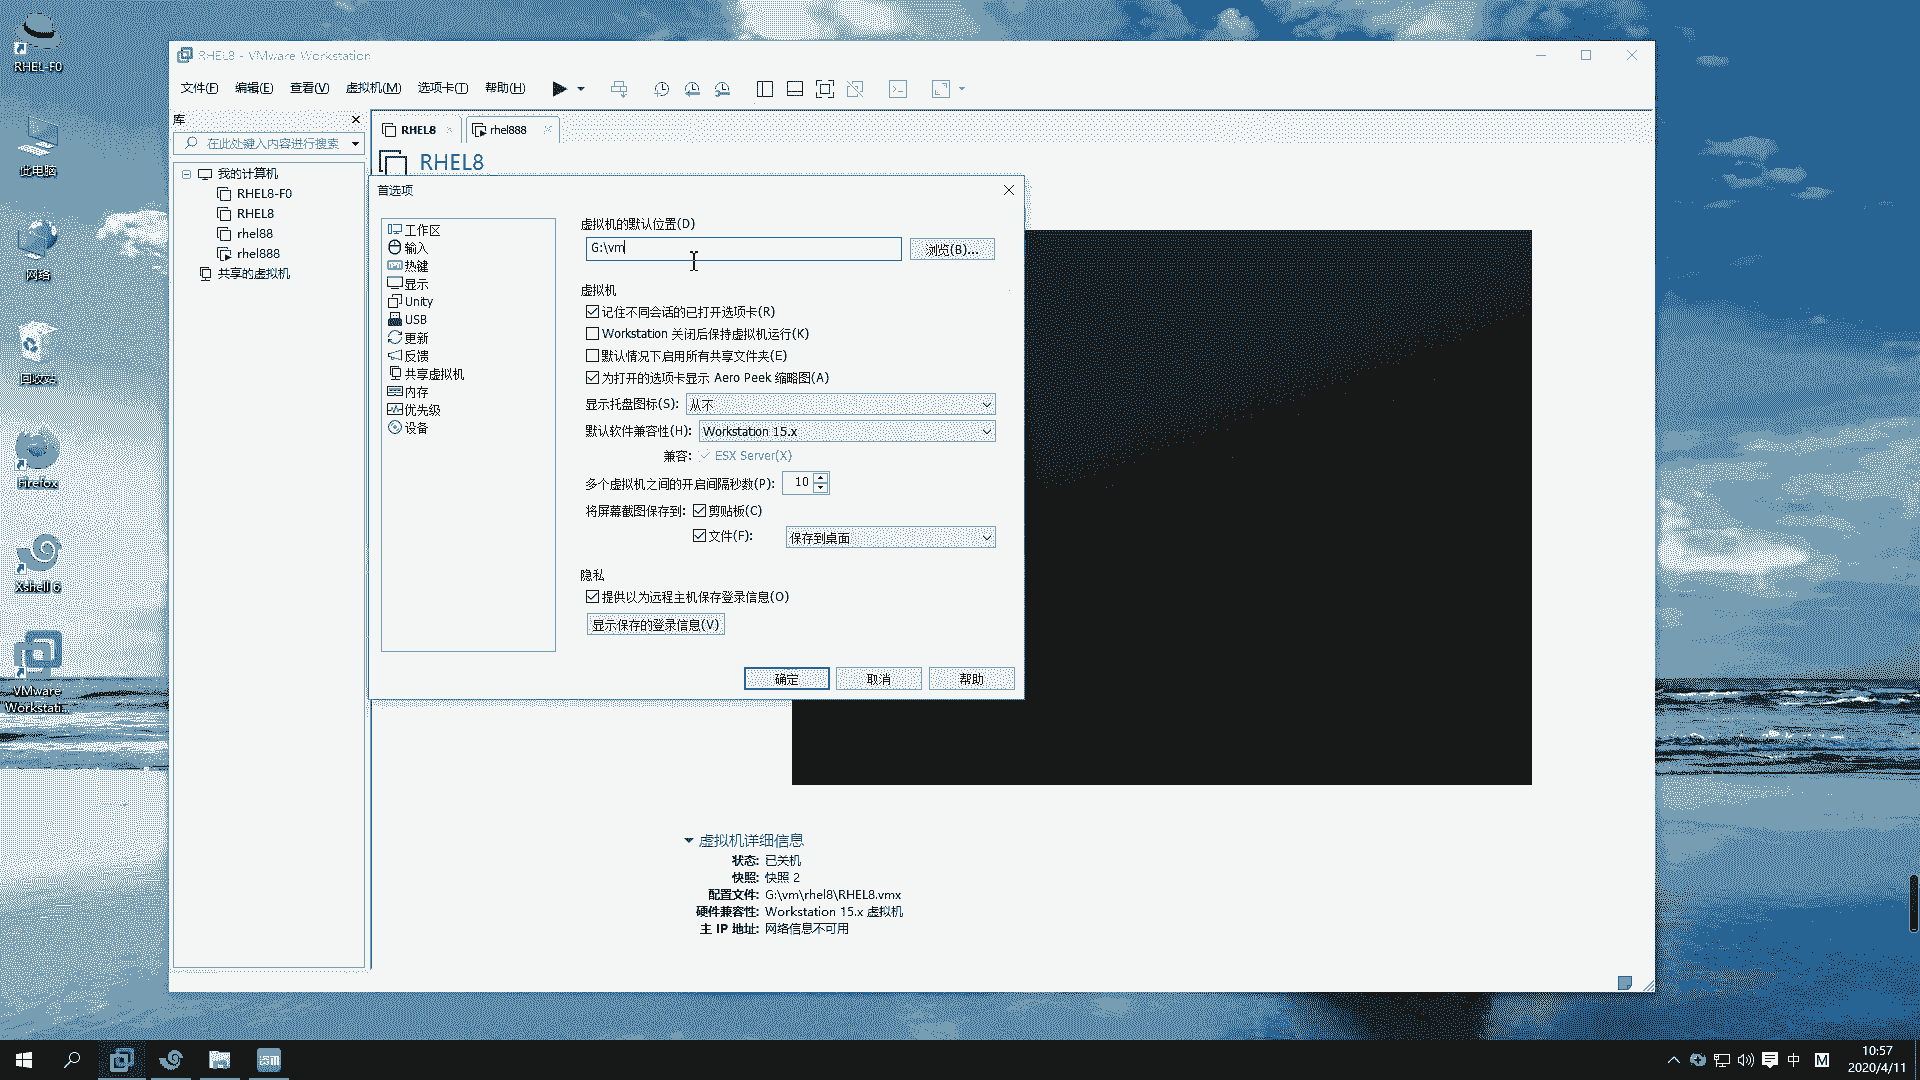 RHEL8 - VMware Workstation
文件(F) 编辑(E) 查看(V) 虚拟机(M) 选项卡(T) 帮助(H)
库
在此处键入内容进行搜索
我的计算机
RHEL8-F0
RHEL8
rhel88
rhel888
共享的虚拟机
RHEL8
rhel888
RHEL8
首选项
工作区
输入
热键
显示
Unity
USB
更新
反馈
共享虚拟机
内存
优先级
设备
虚拟机的默认位置(D)
G:\vm
浏览(B)...
虚拟机
记住不同会话的已打开选项卡(R)
Workstation 关闭后保持虚拟机运行(K)
默认情况下启用所有共享文件夹(E)
为打开的选项卡显示 Aero Peek 缩略图(A)
显示托盘图标(S): 从不
默认软件兼容性(H): Workstation 15.x
兼容: ESX Server(X)
多个虚拟机之间的开启间隔秒数(P): 10
将屏幕截图保存到: 剪贴板(C)
文件(F): 保存到桌面
隐私
提供以为远程主机保存登录信息(O)
显示保存的登录信息(V)
确定 取消 帮助
虚拟机详细信息
状态: 已关机
快照: 快照 2
配置文件: G:\vm\rhel8\RHEL8.vmx
硬件兼容性: Workstation 15.x 虚拟机
主 IP 地址: 网络信息不可用
RHEL-F0
此电脑
网络
回收站
Firefox
Xshell 6
VMware
Workstati...
中
M
10:57
2020/4/11